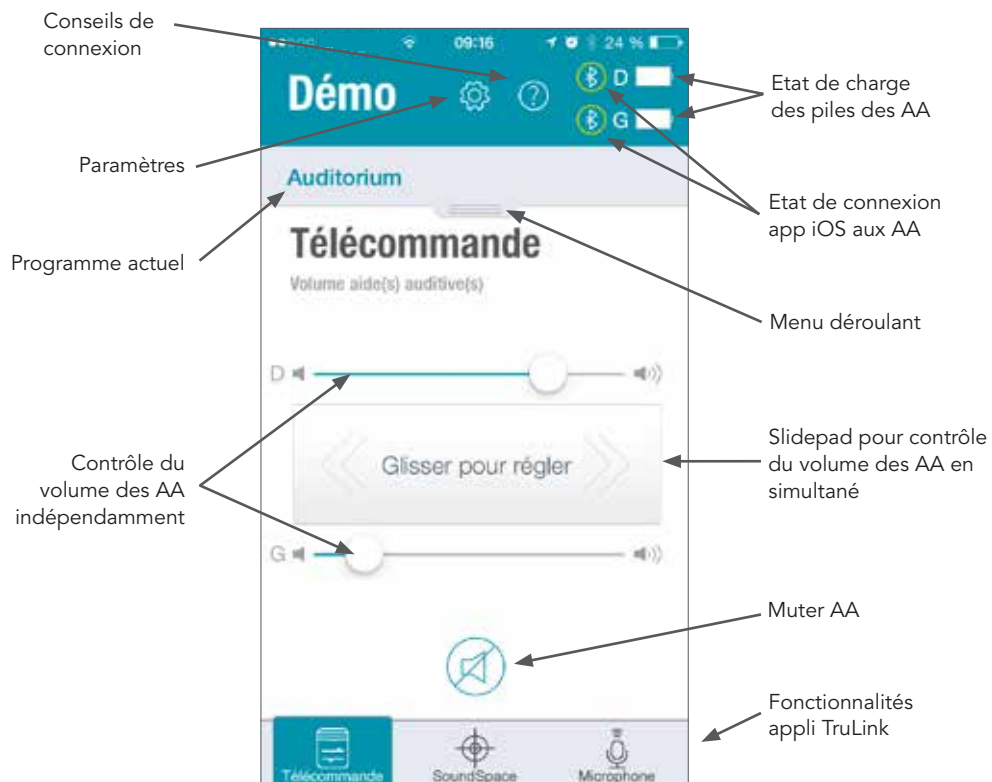 Conseils de
connexion
Paramètres
Programme actuel
Contrôle du
volume des AA
indépendamment
09:16
24 %
Démo
D
G
Auditorium
Télécommande
Volume aide(s) auditive(s)
D
Glisser pour régler
G
Télécommande
SoundSpace
Microphone
Etat de charge
des piles des AA
Etat de connexion
app iOS aux AA
Menu déroulant
Slidepad pour contrôle
du volume des AA en
simultané
Muter AA
Fonctionnalités
appli TruLink